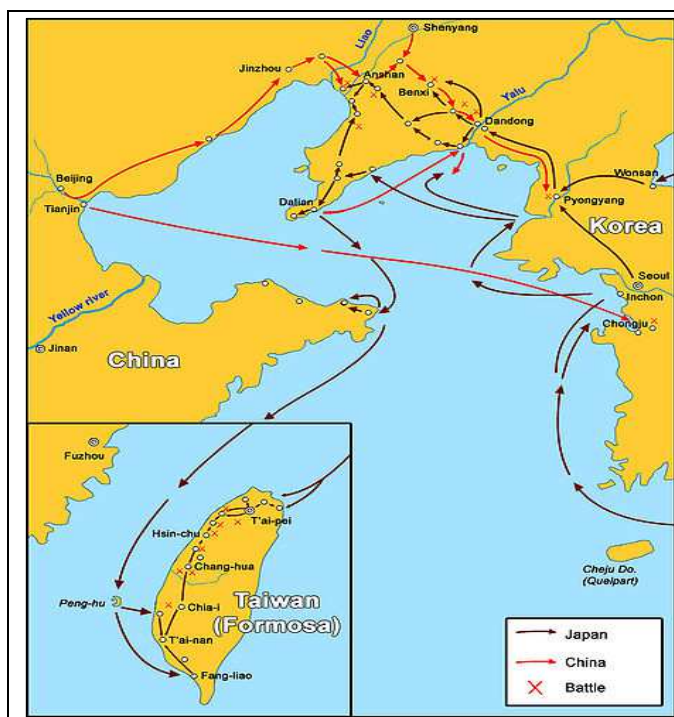 Shenyang
Liao
Jinzhou
Anshan
Benxi
Yalu
Dandong
Beijing
Tianjin
Wonsan
Pyongyang
Dalian
Korea
Seoul
Inchon
Chongju
Yellow river
Jinan
China
Fuzhou
T'ai-pei
Hsin-chu
Chang-hua
Cheju Do.
(Quelpart)
Peng-hu
Chia-i
Taiwan
(Formosa)
T'ai-nan
Fang-liao
Japan
China
Battle